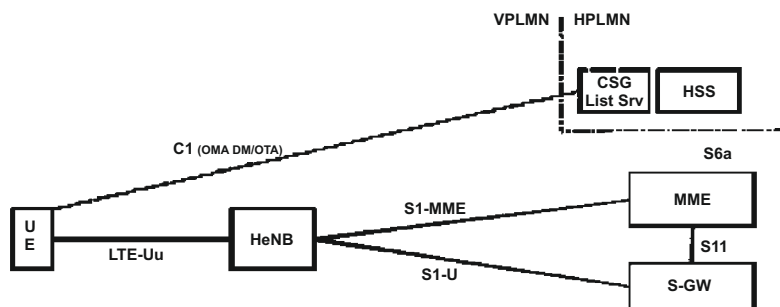 VPLMN HPLMN
CSG
List Srv
HSS
C1 (OMA DM/OTA)
S6a
U
E
HeNB
LTE-Uu
S1-MME
MME
S11
S1-U
S-GW